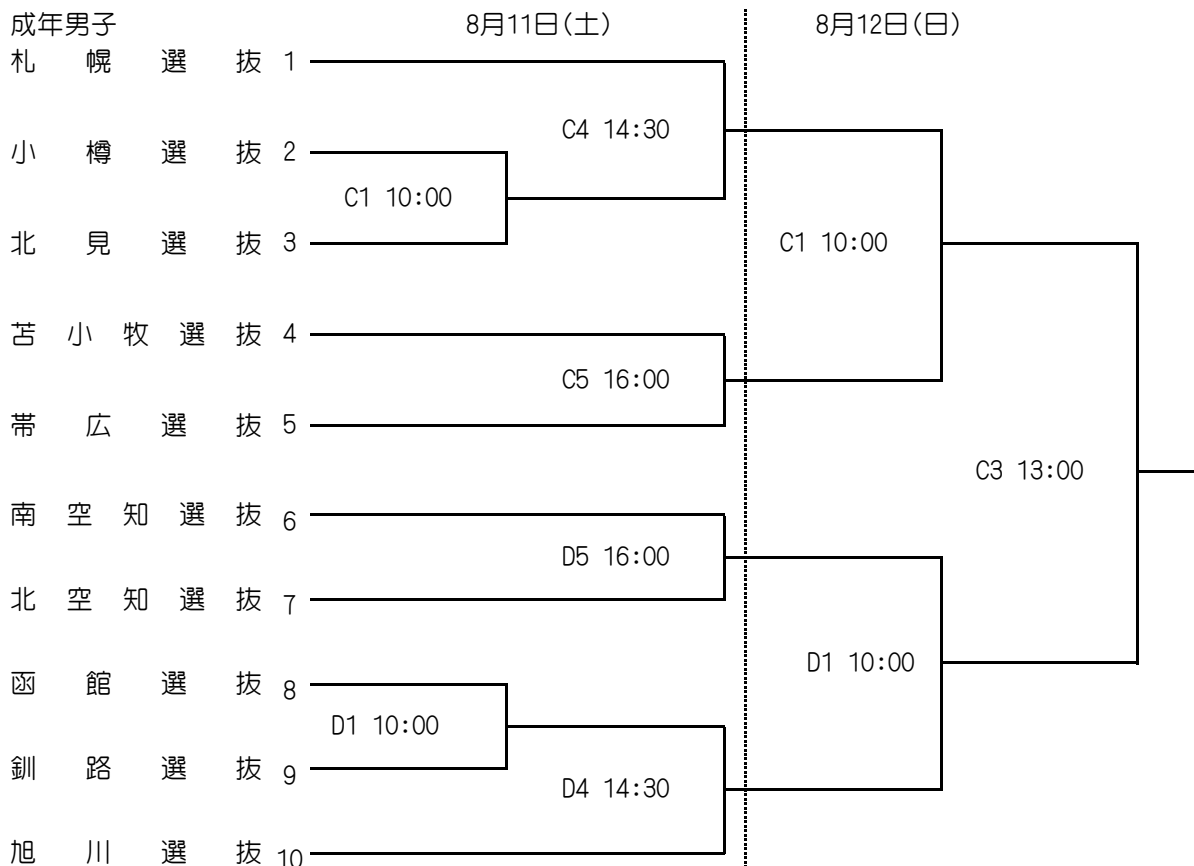 成年男子 8月11日(土) 8月12日(日)
札幌選抜 1
C4 14:30
小樽選抜 2
C1 10:00
北見選抜 3
C1 10:00
苫小牧選抜 4
C5 16:00
帯広選抜 5
C3 13:00
南空知選抜 6
D5 16:00
北空知選抜 7
D1 10:00
函館選抜 8
D1 10:00
釧路選抜 9
D4 14:30
旭川選抜 10